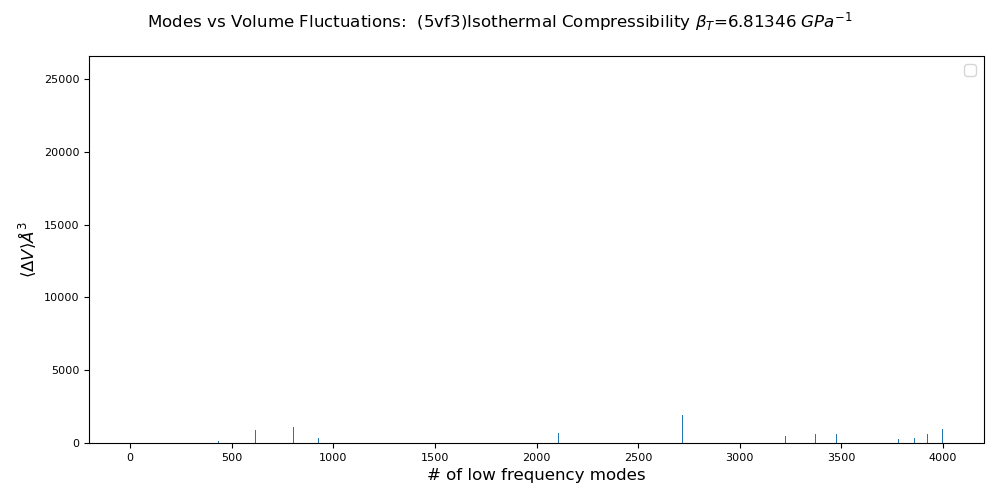 Modes vs Volume Fluctuations:  (5vf3)Isothermal Compressibility β_T=6.81346 GPa⁻¹
25000
20000
15000
10000
5000
0
⟨ΔV⟩Å³
0 500 1000 1500 2000 2500 3000 3500 4000
# of low frequency modes